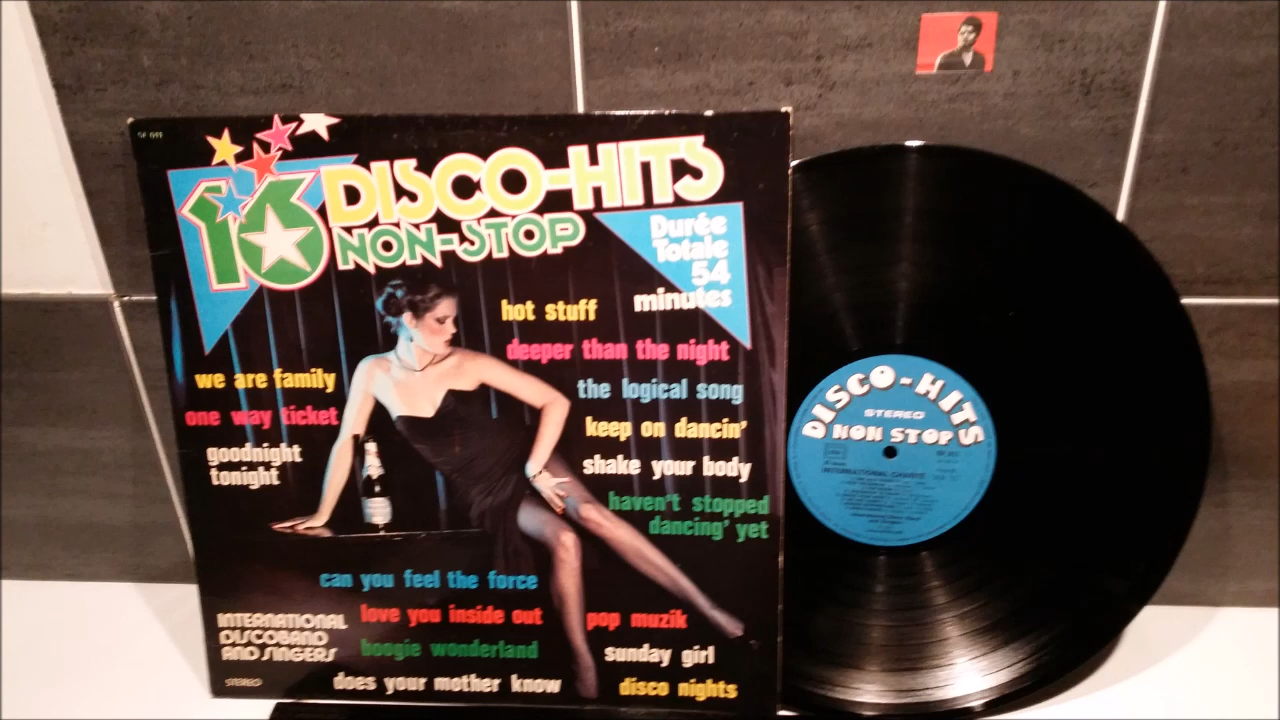 16
DISCO-HITS
NON-STOP
Durée
Totale
54
minutes
hot stuff
deeper than the night
we are family
the logical song
one way ticket
keep on dancin'
goodnight
tonight
shake your body
haven't stopped
dancing' yet
can you feel the force
INTERNATIONAL
DISCOBAND
AND SINGERS
love you inside out
pop muzik
boogie wonderland
sunday girl
STEREO
does your mother know
disco nights
DISCO-HITS
STEREO
NON STOP